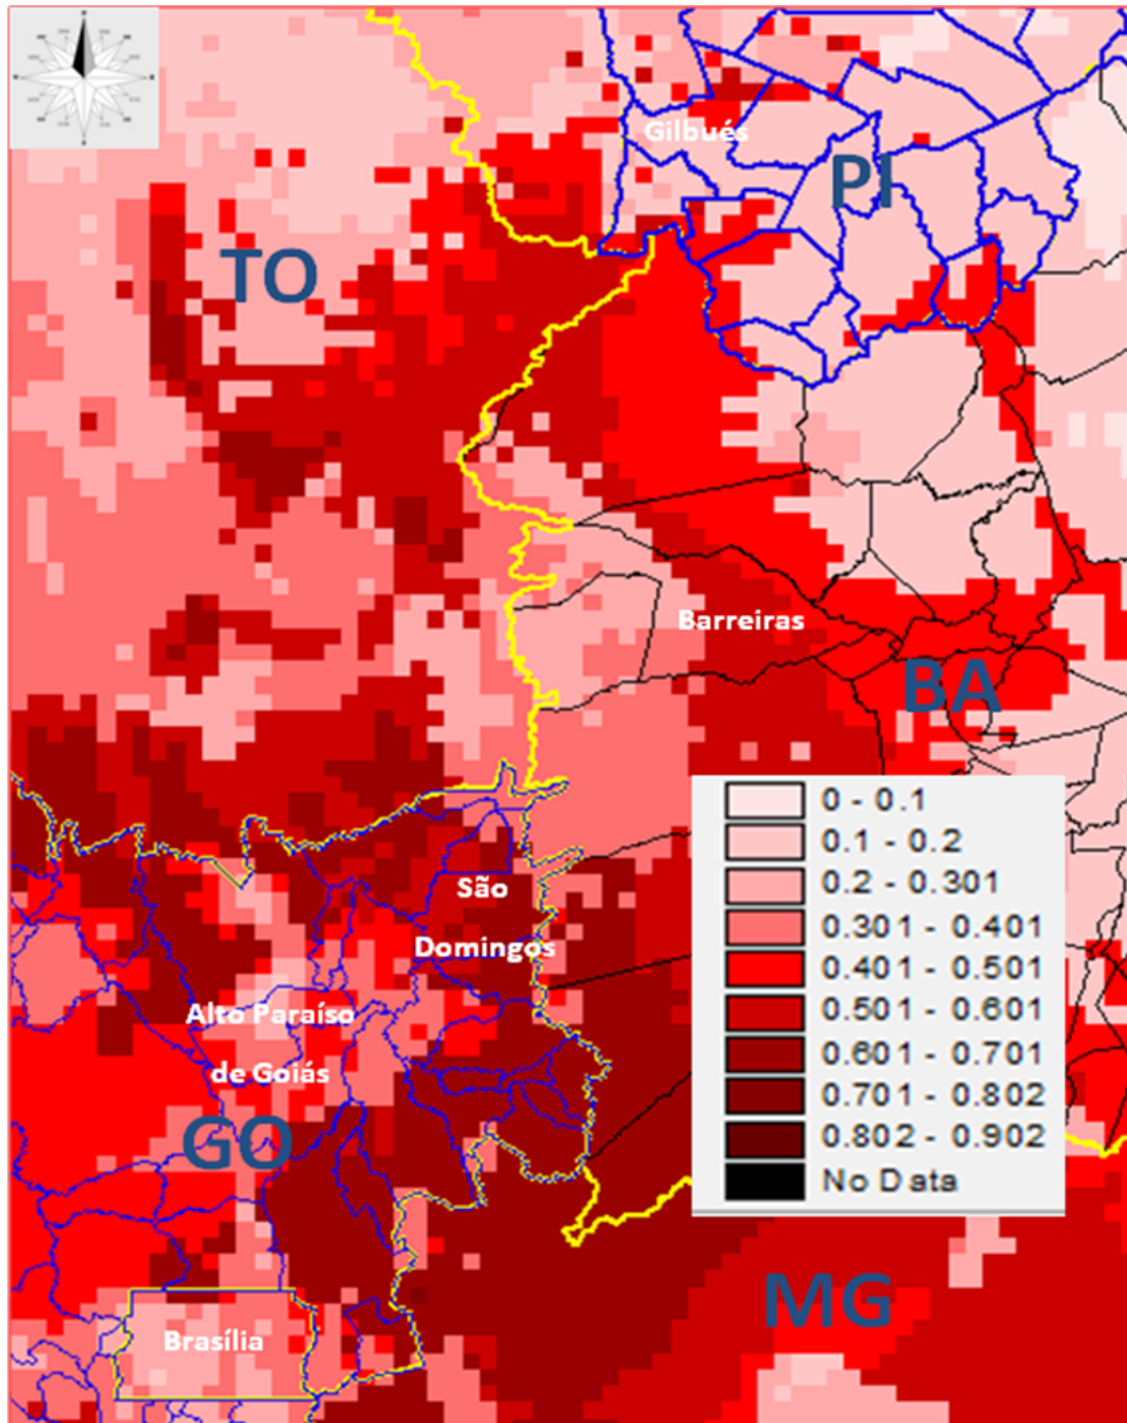 Gilbués
PI
TO
Barreiras
BA
0 - 0.1
0.1 - 0.2
0.2 - 0.301
0.301 - 0.401
0.401 - 0.501
0.501 - 0.601
0.601 - 0.701
0.701 - 0.802
0.802 - 0.902
No Data
São
Domingos
Alto Paraíso
de Goiás
GO
MG
Brasília